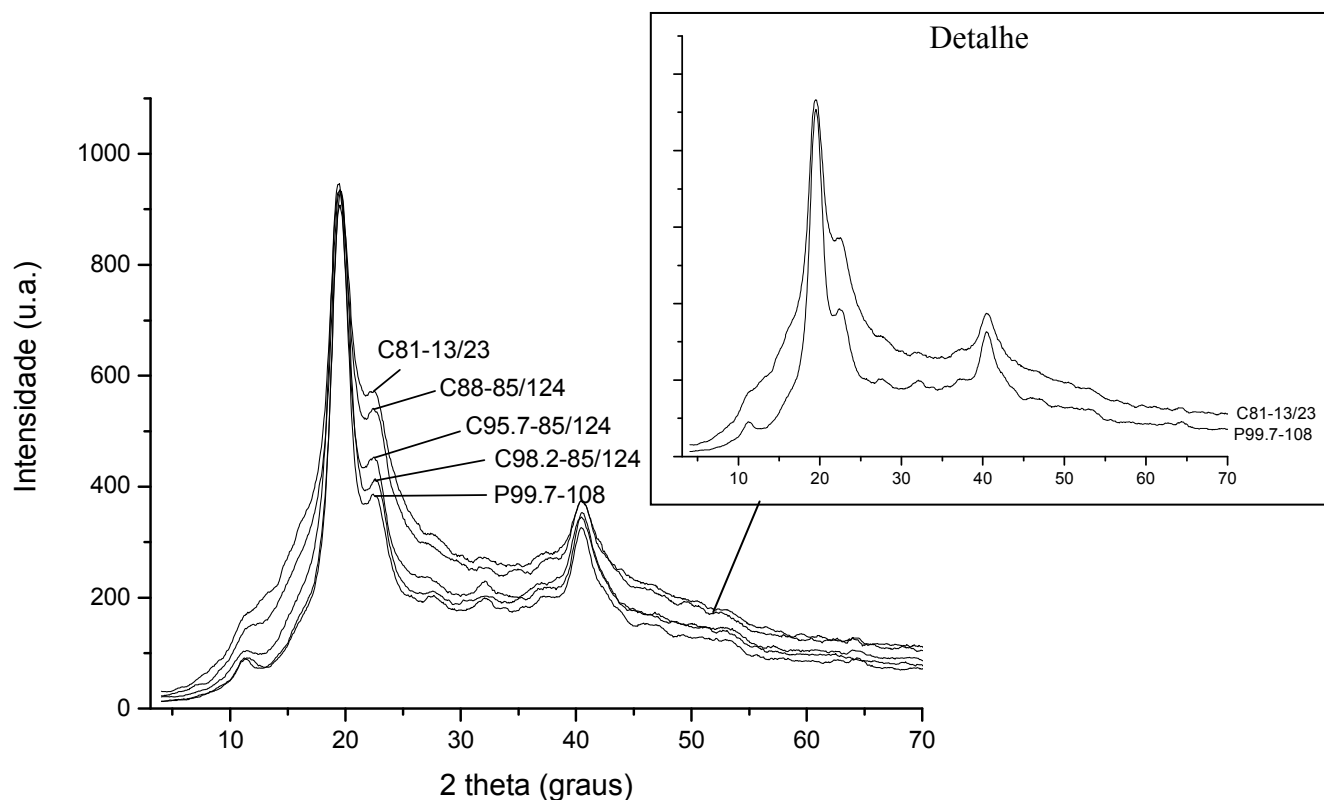 Detalhe
10 20 30 40 50 60 70
C81-13/23
P99.7-108
Intensidade (u.a.)
1000
800
600
400
200
0
C81-13/23
C88-85/124
C95.7-85/124
C98.2-85/124
P99.7-108
10 20 30 40 50 60 70
2 theta (graus)